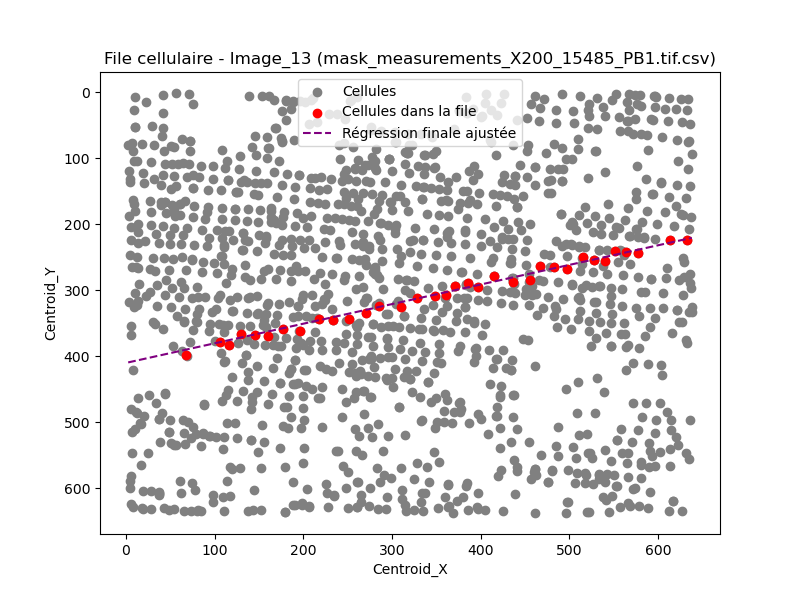 File cellulaire - Image_13 (mask_measurements_X200_15485_PB1.tif.csv)
Cellules
Cellules dans la file
Régression finale ajustée
0
100
200
300
400
500
600
Centroid_Y
0 100 200 300 400 500 600
Centroid_X